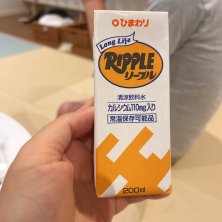 ひまわり
Long Life
RIPPLE
リープル
清涼飲料水
カルシウム110mg入り
常温保存可能品
200ml